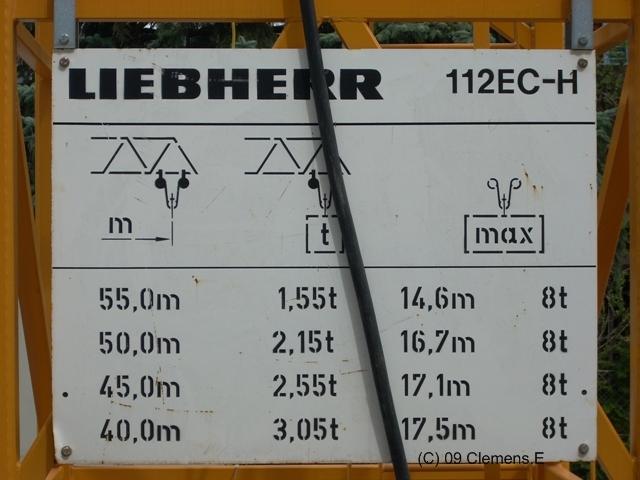 LIEBHERR 112EC-H
m t max
55,0m 1,55t 14,6m 8t
50,0m 2,15t 16,7m 8t
45,0m 2,55t 17,1m 8t
40,0m 3,05t 17,5m 8t
(C) 09 Clemens.E